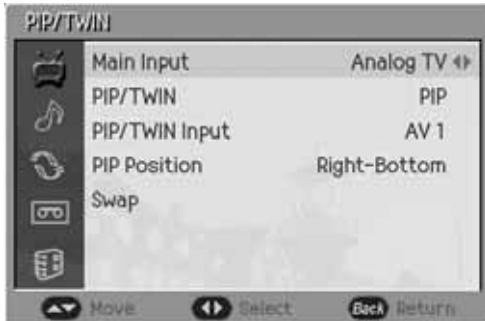 PIP/TWIN
Main Input Analog TV
PIP/TWIN PIP
PIP/TWIN Input AV 1
PIP Position Right-Bottom
Swap
Move Select Back Return